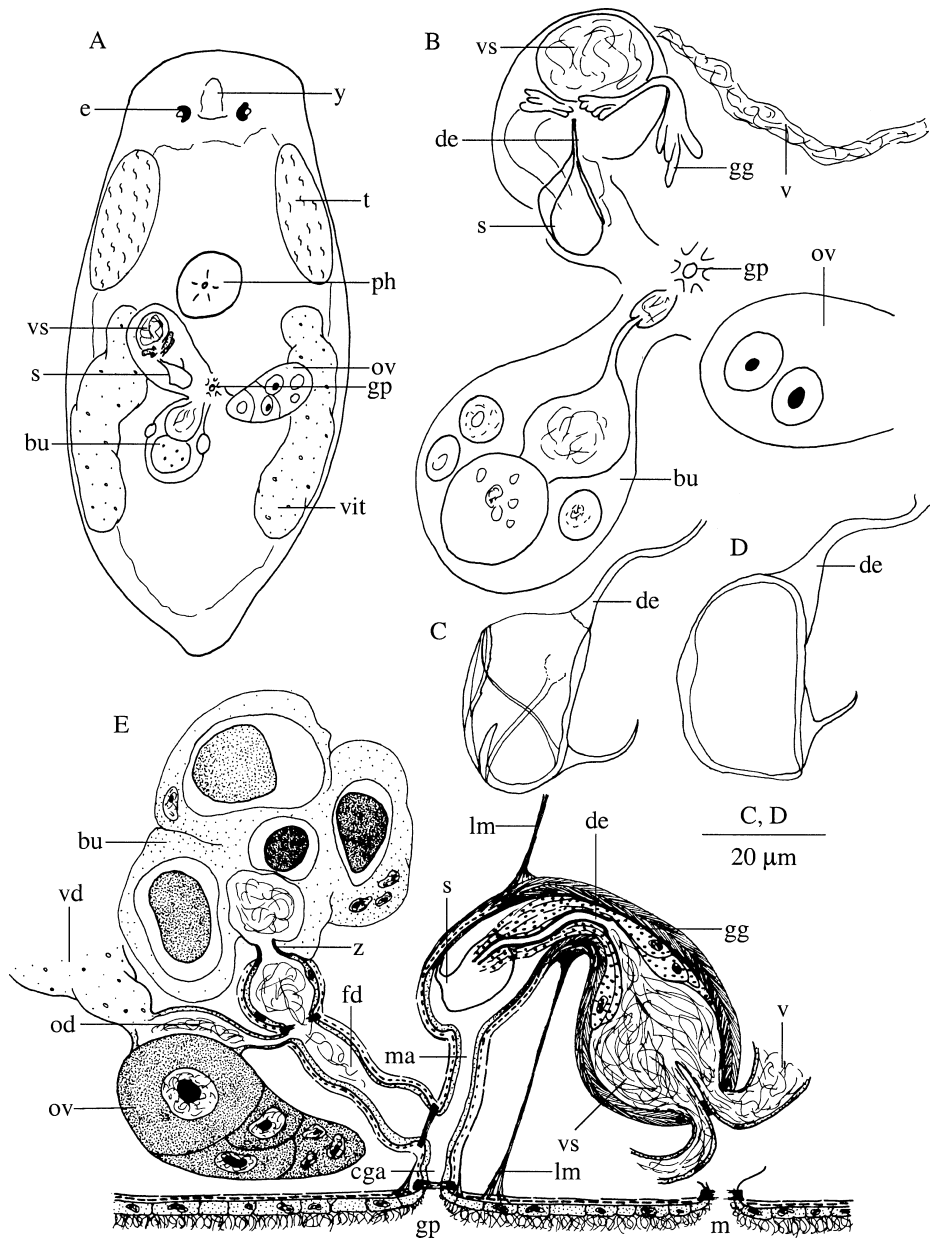 A
e
y
t
ph
vs
s
ov
gp
bu
vit
B
vs
de
s
gg
v
gp
ov
bu
C
de
D
de
C, D
20 μm
E
bu
vd
z
od
fd
ov
ma
cga
gp
lm
de
s
gg
v
vs
lm
m